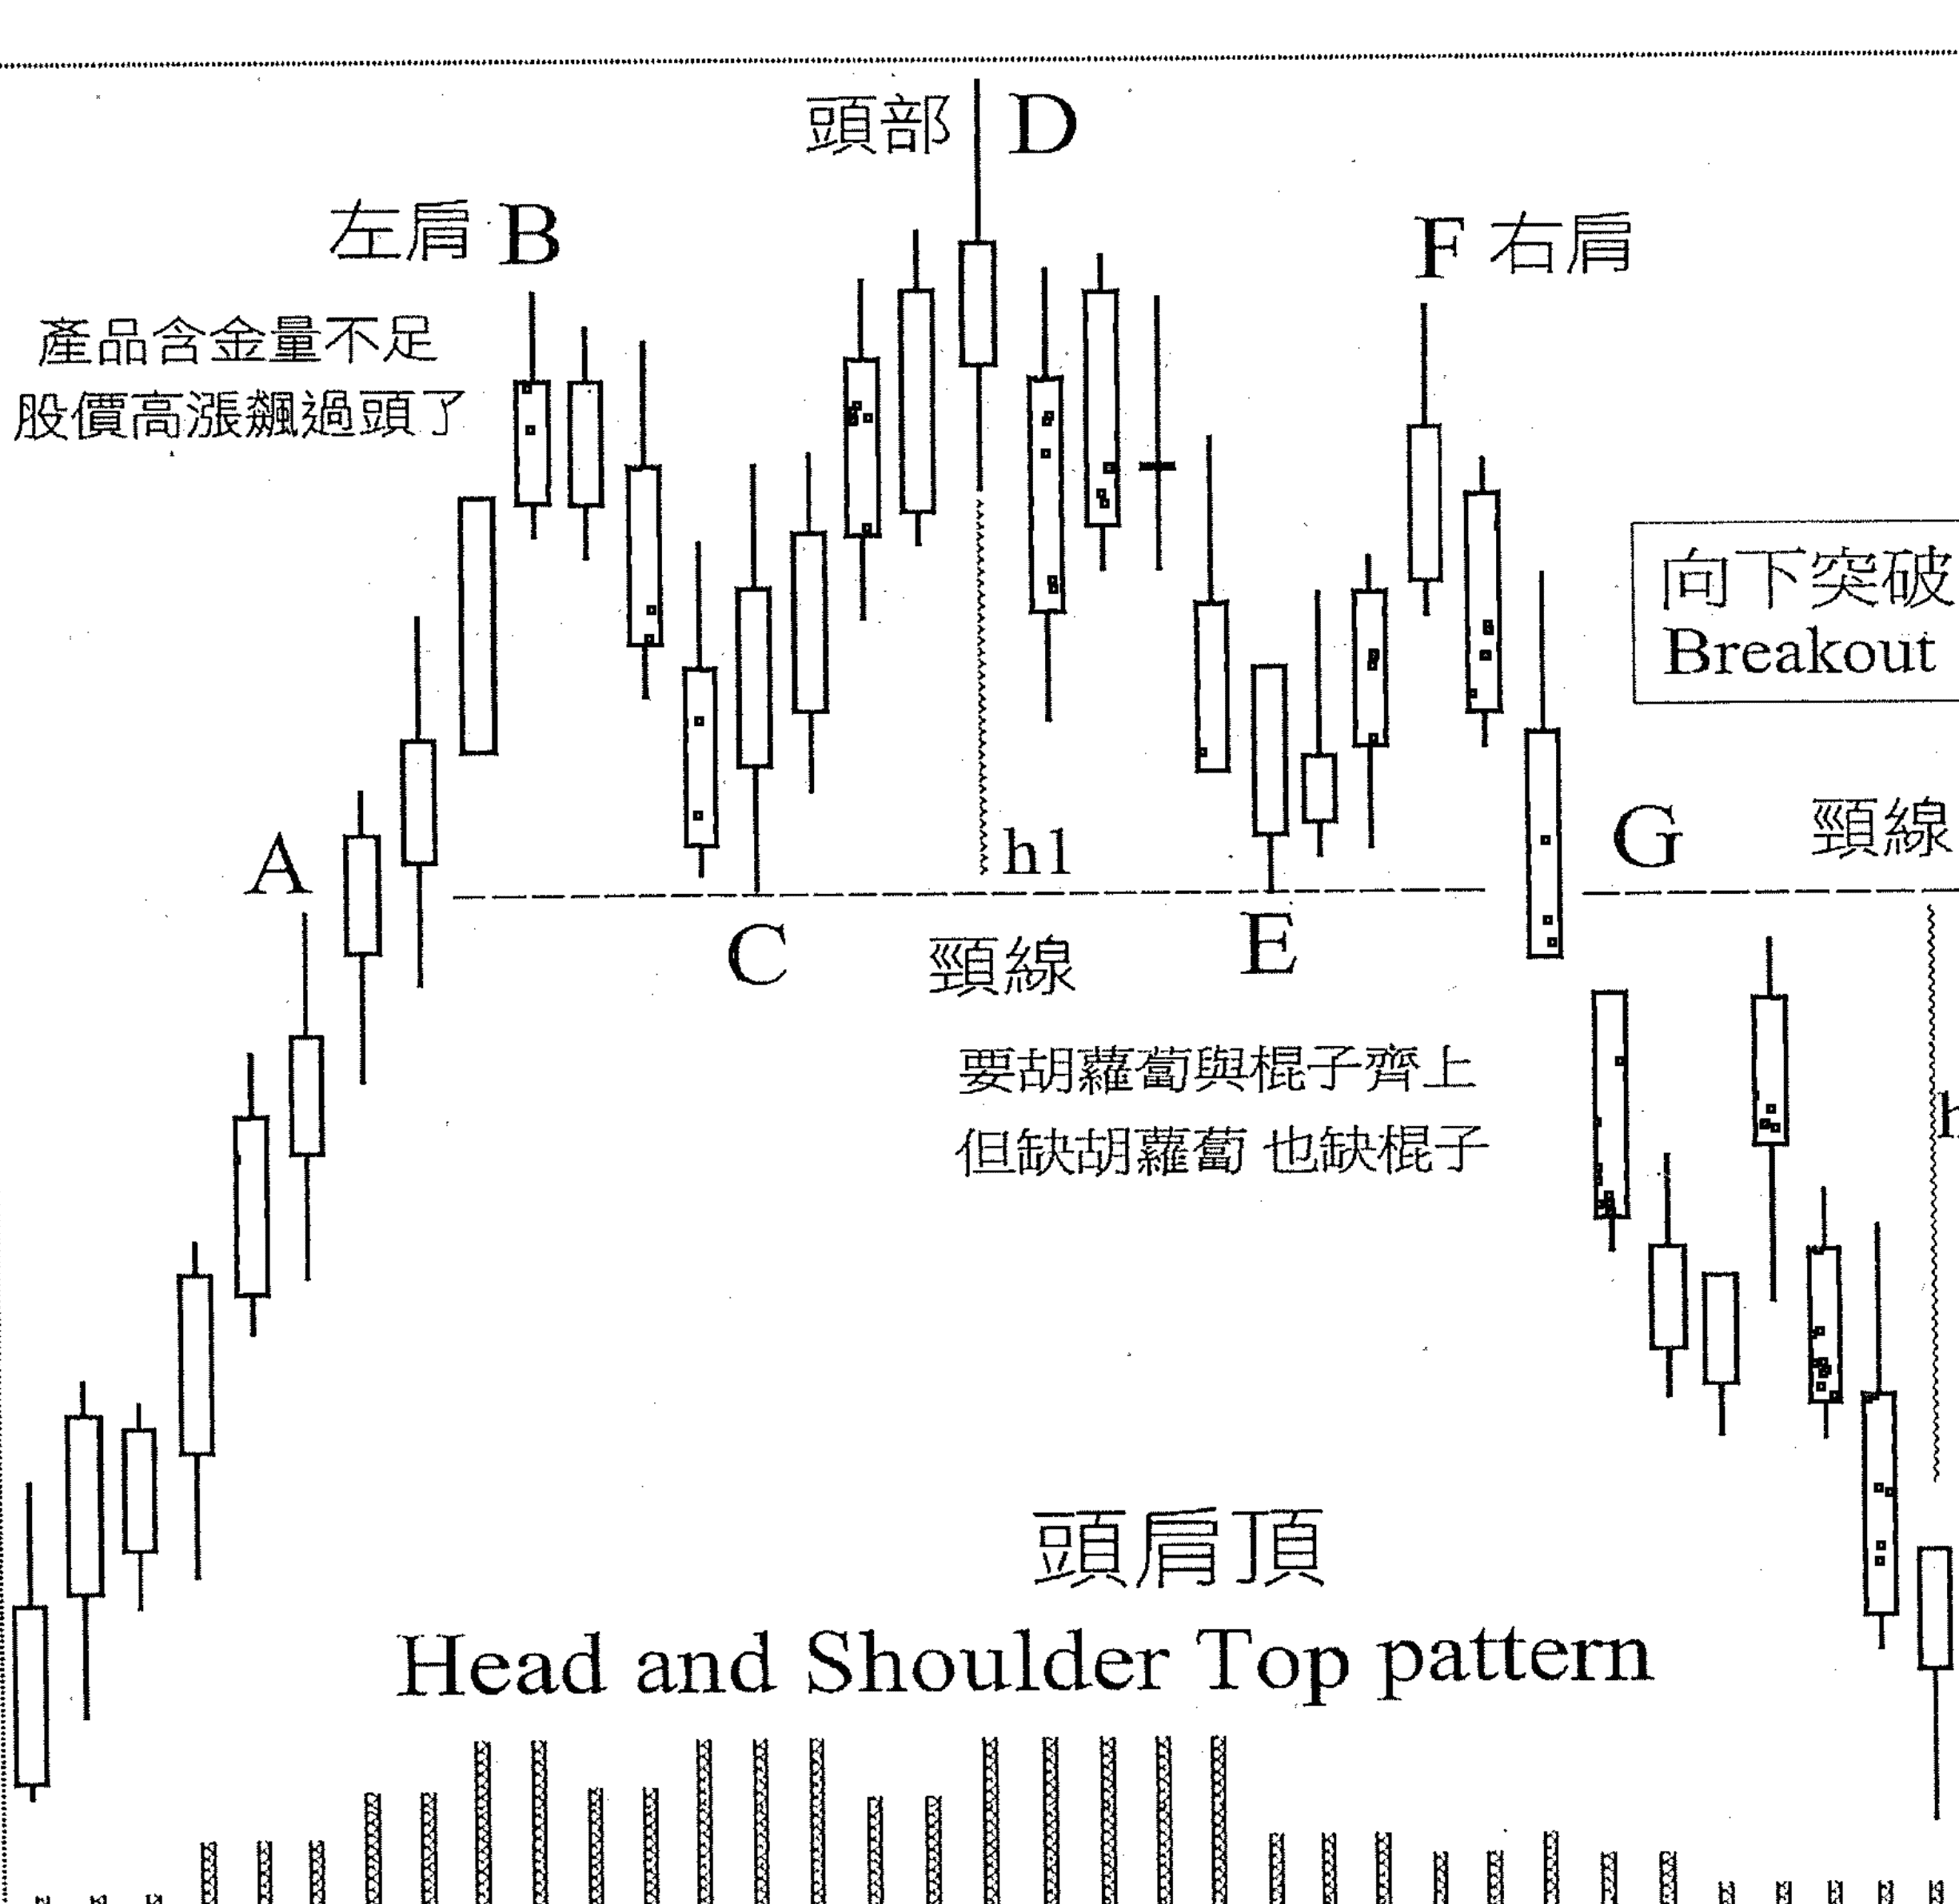 頭部 D
左肩 B
F 右肩
產品含金量不足
股價高漲飆過頭了
向下突破
Breakout
A
h1
G
頸線
C
頸線
E
要胡蘿蔔與棍子齊上
但缺胡蘿蔔 也缺棍子
h
頭肩頂
Head and Shoulder Top pattern